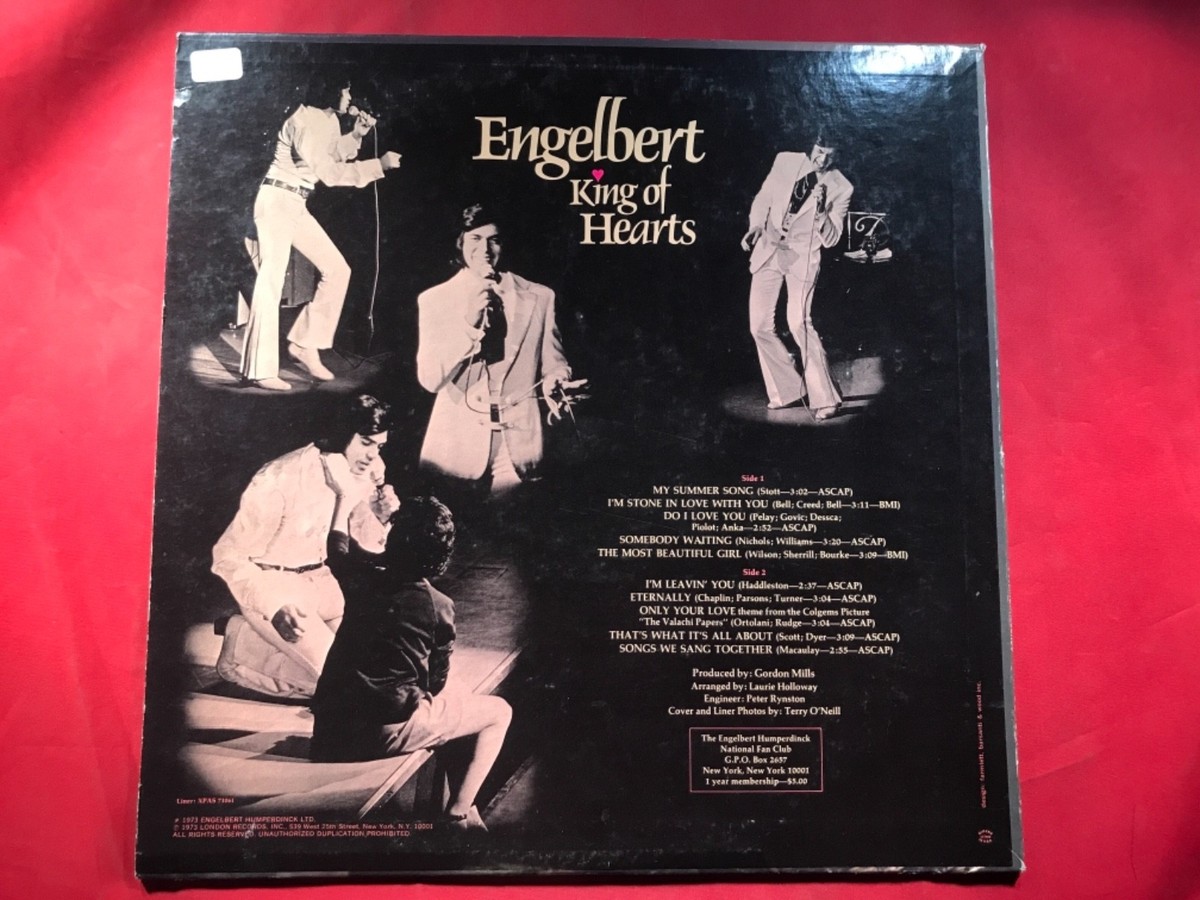 Engelbert
King of
Hearts
Side 1
MY SUMMER SONG (Stott—3:02—ASCAP)
I'M STONE IN LOVE WITH YOU (Bell; Creed; Bell—3:11—BMI)
DO I LOVE YOU (Pelay; Govic; Dessca;
Piolot; Anka—2:52—ASCAP)
SOMEBODY WAITING (Nichols; Williams—3:20—ASCAP)
THE MOST BEAUTIFUL GIRL (Wilson; Sherrill; Bourke—3:09—BMI)
Side 2
I'M LEAVIN' YOU (Haddleston—2:37—ASCAP)
ETERNALLY (Chaplin; Parsons; Turner—3:04—ASCAP)
ONLY YOUR LOVE theme from the Colgems Picture
"The Valachi Papers" (Ortolani; Rudge—3:04—ASCAP)
THAT'S WHAT IT'S ALL ABOUT (Scott; Dyer—3:09—ASCAP)
SONGS WE SANG TOGETHER (Macaulay—2:55—ASCAP)
Produced by: Gordon Mills
Arranged by: Laurie Holloway
Engineer: Peter Rynston
Cover and Liner Photos by: Terry O'Neill
The Engelbert Humperdinck
National Fan Club
G.P.O. Box 2657
New York, New York 10001
1 year membership—$5.00
Liner: XPAS 71061
℗ 1973 ENGELBERT HUMPERDINCK LTD.
© 1973 LONDON RECORDS, INC., 539 West 25th Street, New York, N.Y. 10001
ALL RIGHTS RESERVED. UNAUTHORIZED DUPLICATION PROHIBITED.